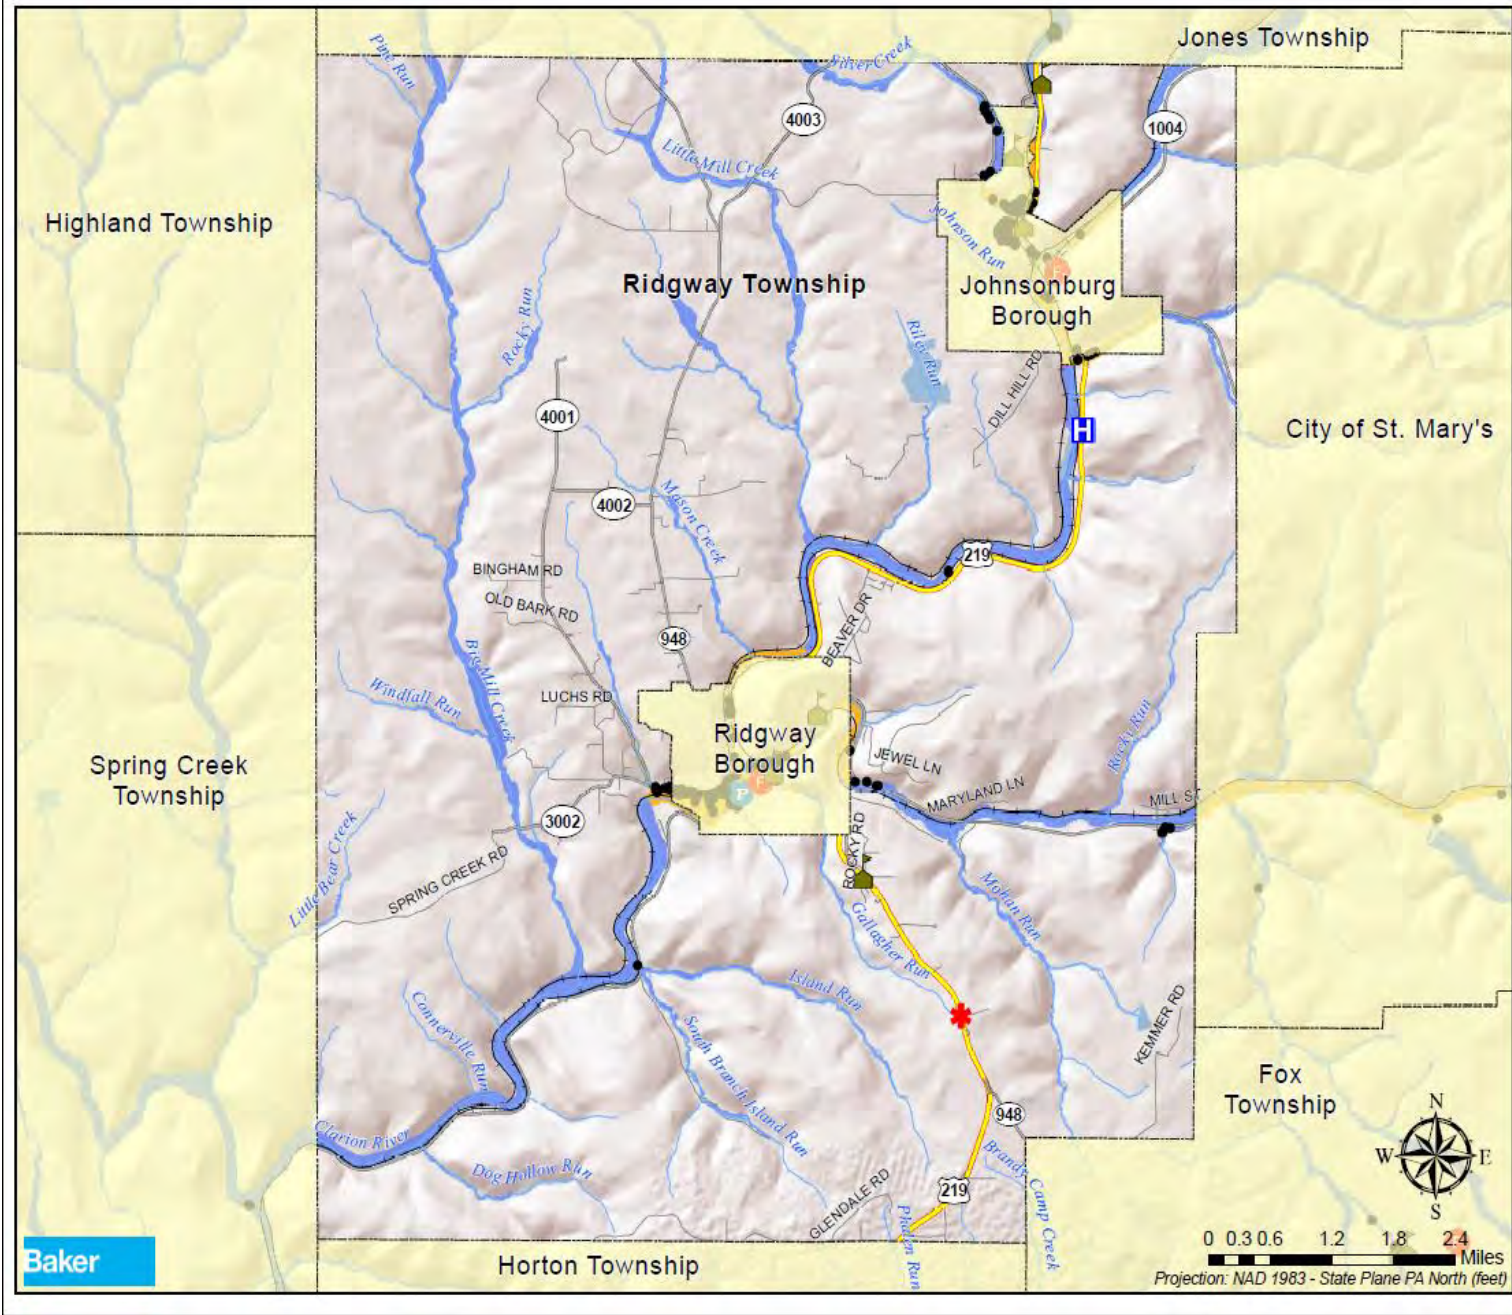 Jones Township
Pine Run
Silver Creek
4003
1004
Little Mill Creek
Highland Township
Johnson Run
Ridgway Township
Johnsonburg
Borough
F
Rocky Run
Riley Run
DILL HILL RD
4001
H
City of St. Mary's
4002
Mason Creek
219
BINGHAM RD
OLD BARK RD
948
BEAVER DR
Big Mill Creek
Windfall Run
LUCHS RD
Rocky Run
Ridgway
Borough
JEWEL LN
Spring Creek
Township
P
F
MARYLAND LN
MILL ST
3002
ROCKY RD
Little Bear Creek
SPRING CREEK RD
Mohan Run
Gallagher Run
Island Run
Connerville Run
South Branch Island Run
KEMMER RD
Fox
Township
948
Clarion River
Dog Hollow Run
Brandy Camp Creek
219
GLENDALE RD
Phalen Run
N
W
E
S
Baker
Horton Township
0 0.3 0.6 1.2 1.8 2.4
Miles
Projection: NAD 1983 - State Plane PA North (feet)